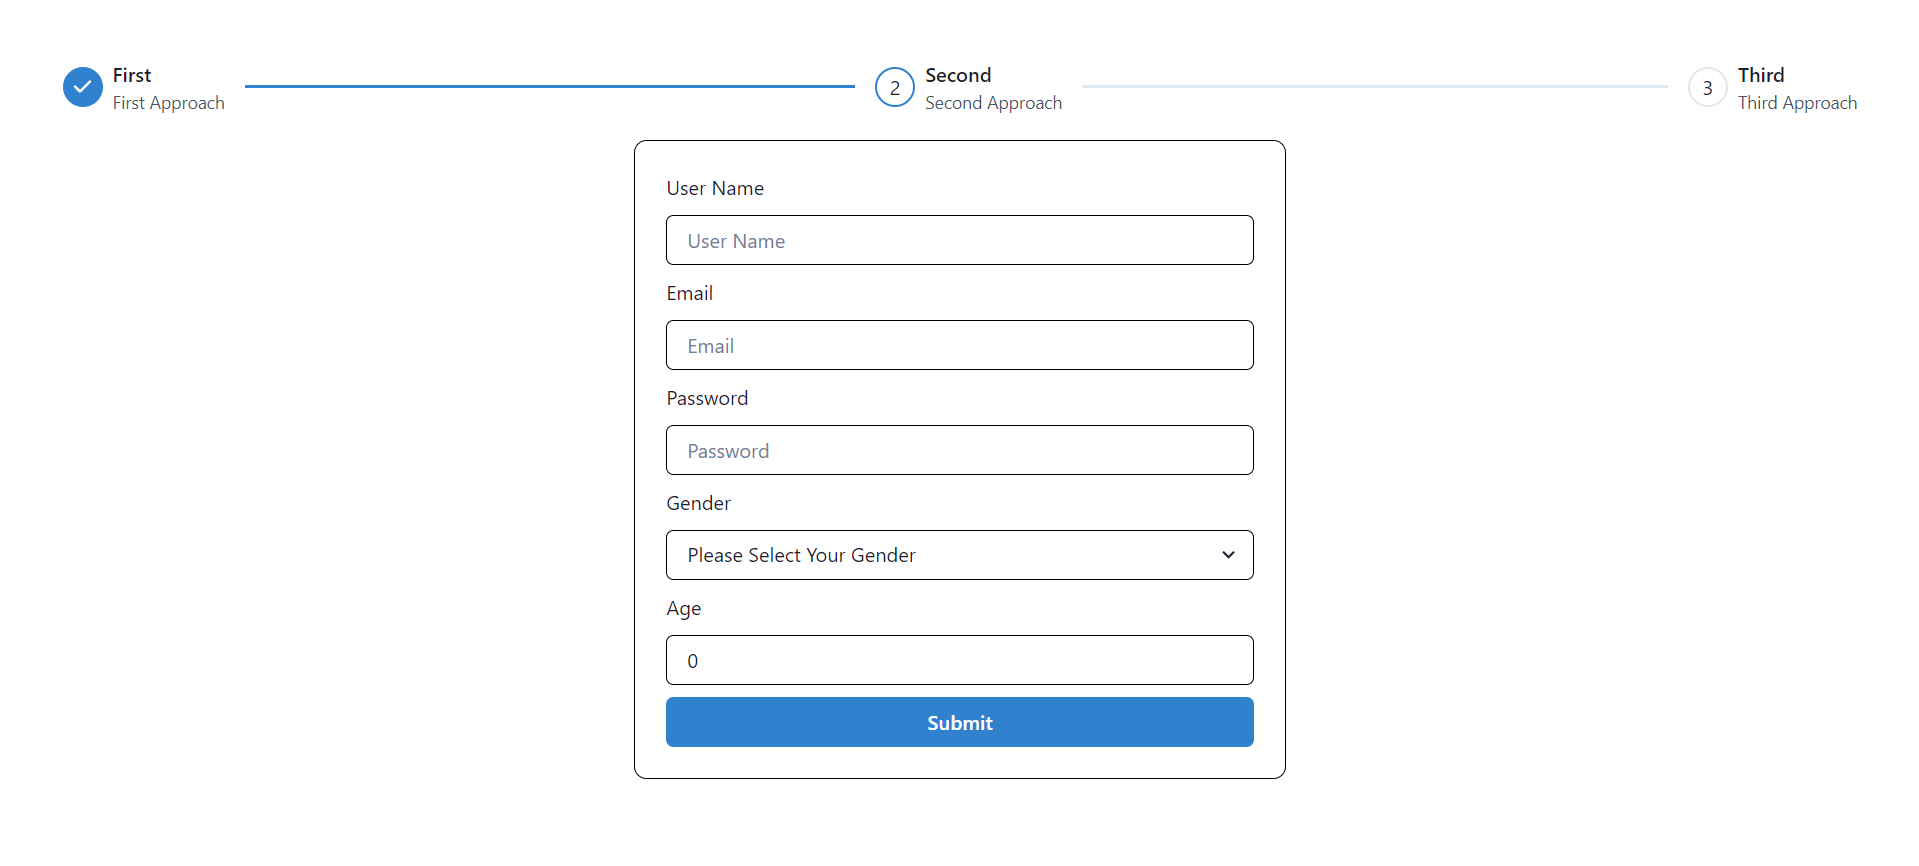 First
First Approach
2
Second
Second Approach
3
Third
Third Approach
User Name
User Name
Email
Email
Password
Password
Gender
Please Select Your Gender
Age
0
Submit